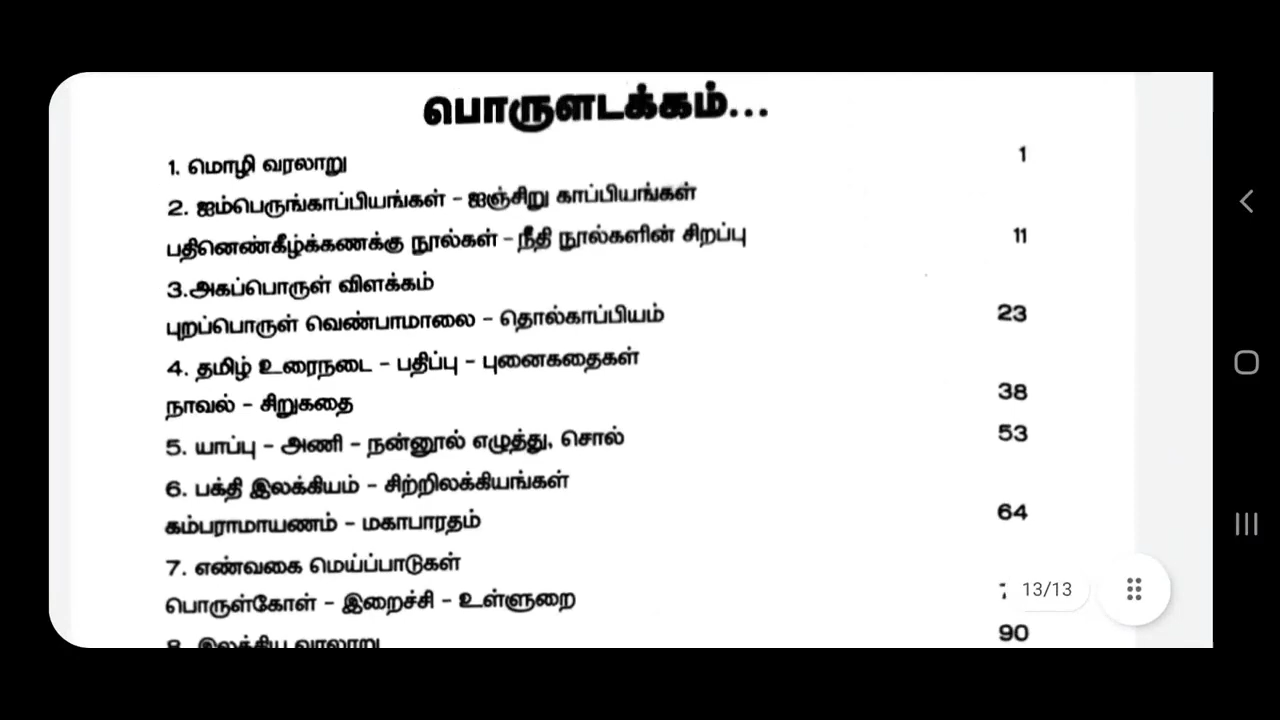 பொருளடக்கம்...
1. மொழி வரலாறு 1
2. ஐம்பெருங்காப்பியங்கள் - ஐஞ்சிறு காப்பியங்கள்
பதினெண்கீழ்க்கணக்கு நூல்கள் - நீதி நூல்களின் சிறப்பு 11
3.அகப்பொருள் விளக்கம்
புறப்பொருள் வெண்பாமாலை - தொல்காப்பியம் 23
4. தமிழ் உரைநடை - பதிப்பு - புனைகதைகள்
நாவல் - சிறுகதை 38
5. யாப்பு - அணி - நன்னூல் எழுத்து, சொல் 53
6. பக்தி இலக்கியம் - சிற்றிலக்கியங்கள்
கம்பராமாயணம் - மகாபாரதம் 64
7. எண்வகை மெய்ப்பாடுகள்
பொருள்கோள் - இறைச்சி - உள்ளுறை
13/13
8. இலக்கிய வரலாறு 90